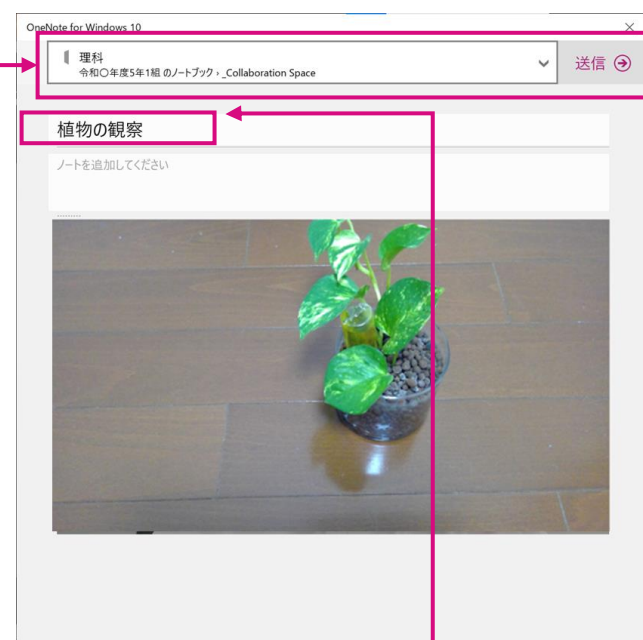 OneNote for Windows 10
理科
令和〇年度5年1組 のノートブック › _Collaboration Space
送信
植物の観察
ノートを追加してください